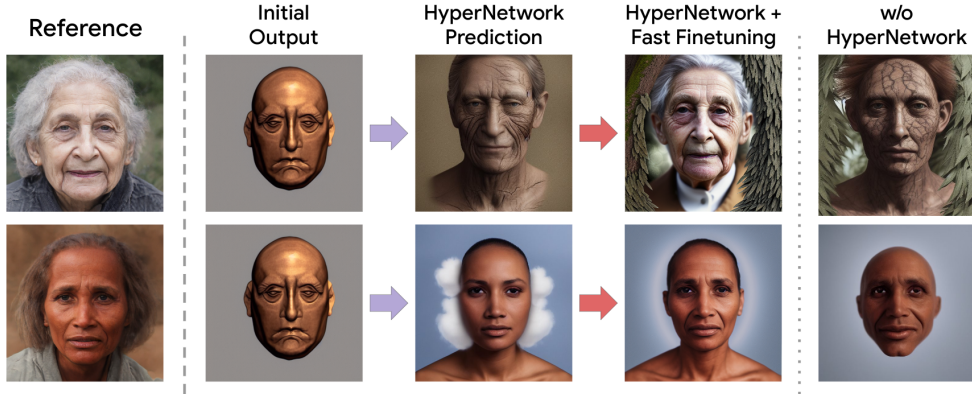 Reference
Initial
Output
HyperNetwork
Prediction
HyperNetwork +
Fast Finetuning
w/o
HyperNetwork